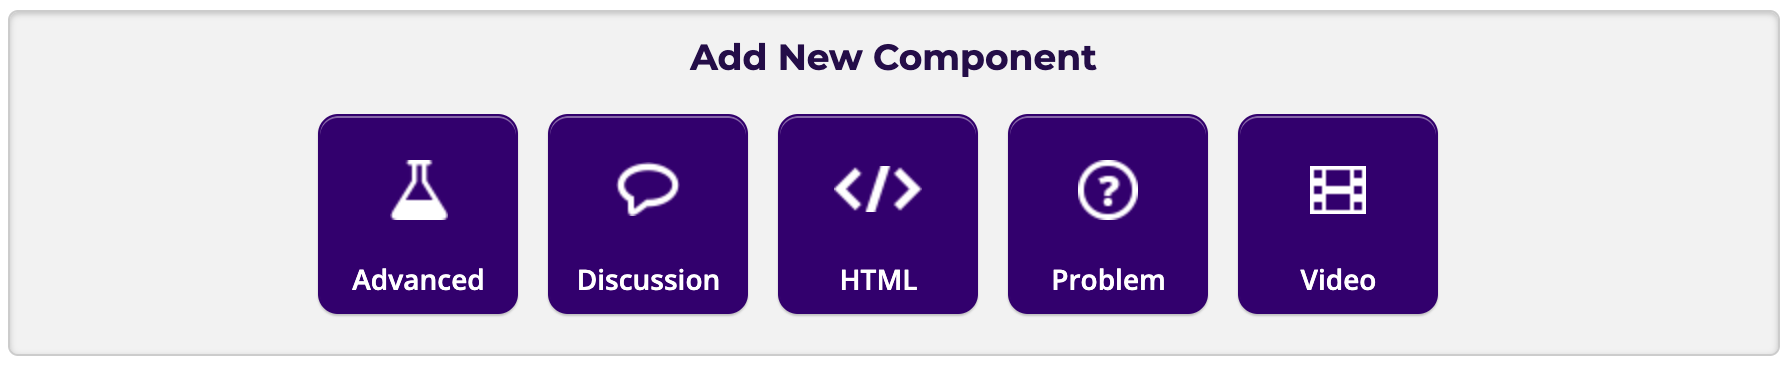 Add New Component
Advanced
Discussion
HTML
Problem
Video